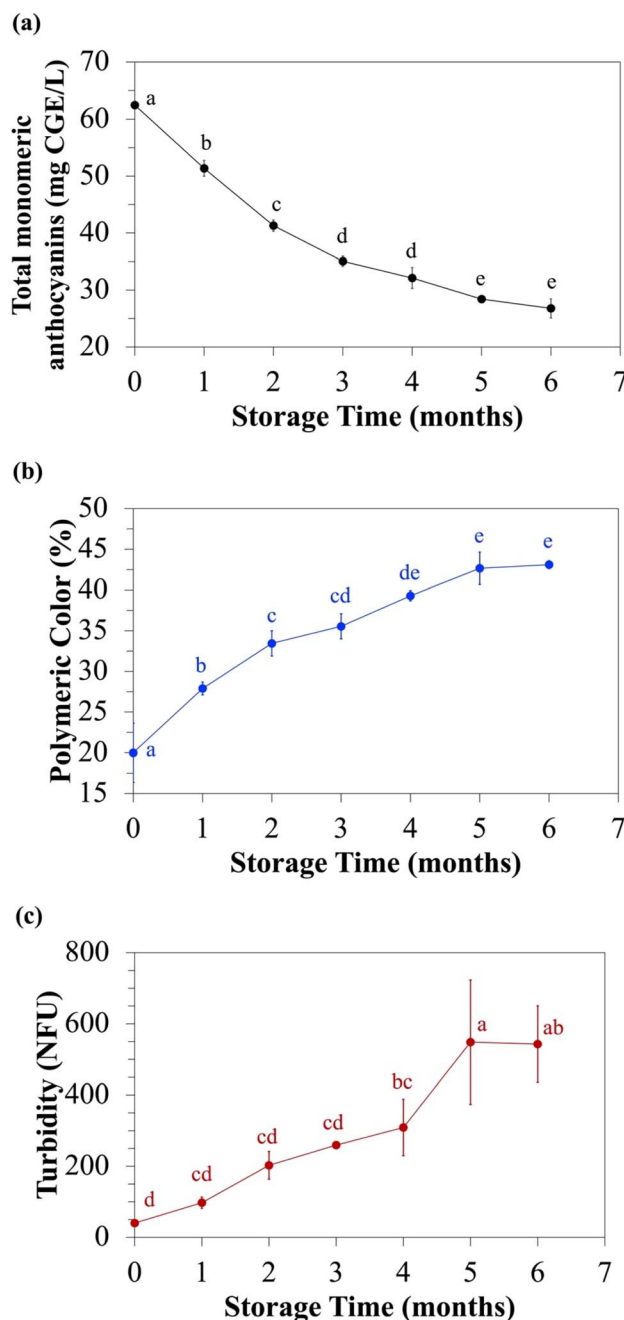 (a)
Total monomeric
anthocyanins (mg CGE/L)
70
60
50
40
30
20
a
b
c
d
d
e
e
0 1 2 3 4 5 6 7
Storage Time (months)
(b)
Polymeric Color (%)
50
45
40
35
30
25
20
15
a
b
c
cd
de
e
e
0 1 2 3 4 5 6 7
Storage Time (months)
(c)
Turbidity (NFU)
800
600
400
200
0
d
cd
cd
cd
bc
a
ab
0 1 2 3 4 5 6 7
Storage Time (months)